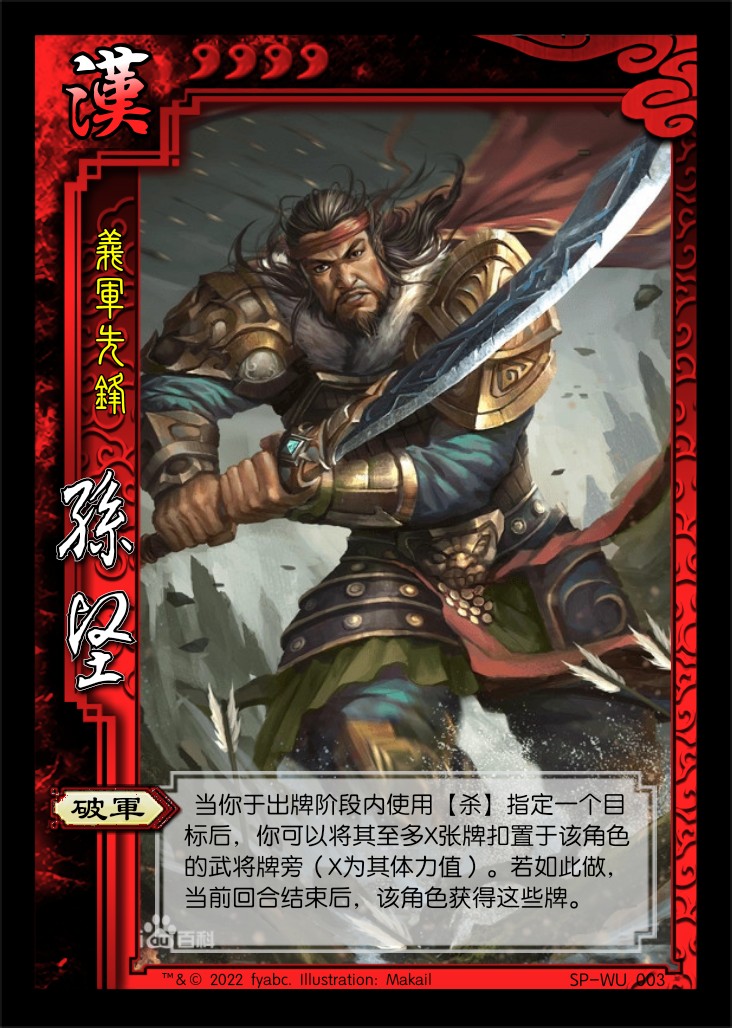 漢
義軍先鋒
孫堅
破軍
当你于出牌阶段内使用【杀】指定一个目
标后，你可以将其至多X张牌扣置于该角色
的武将牌旁（X为其体力值）。若如此做，
当前回合结束后，该角色获得这些牌。
Bai du 百科
™&© 2022 fyabc. Illustration: Makail
SP-WU 003